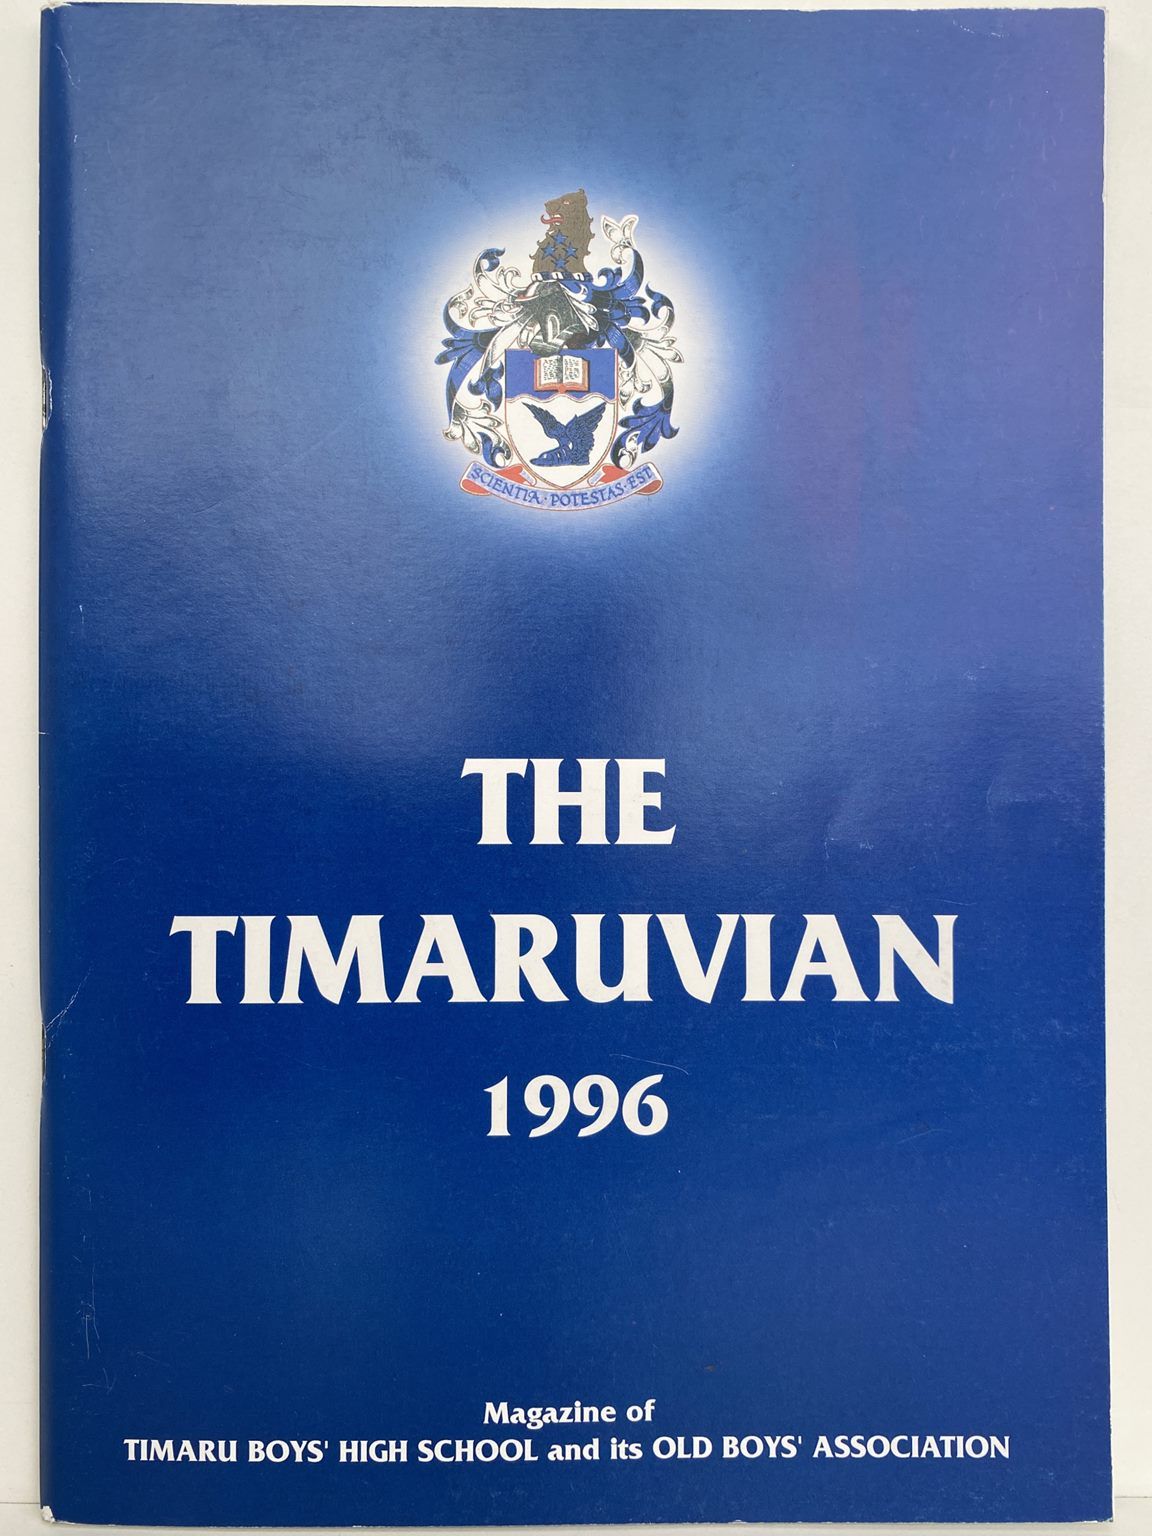 SCIENTIA · POTESTAS · EST
THE
TIMARUVIAN
1996
Magazine of
TIMARU BOYS' HIGH SCHOOL and its OLD BOYS' ASSOCIATION